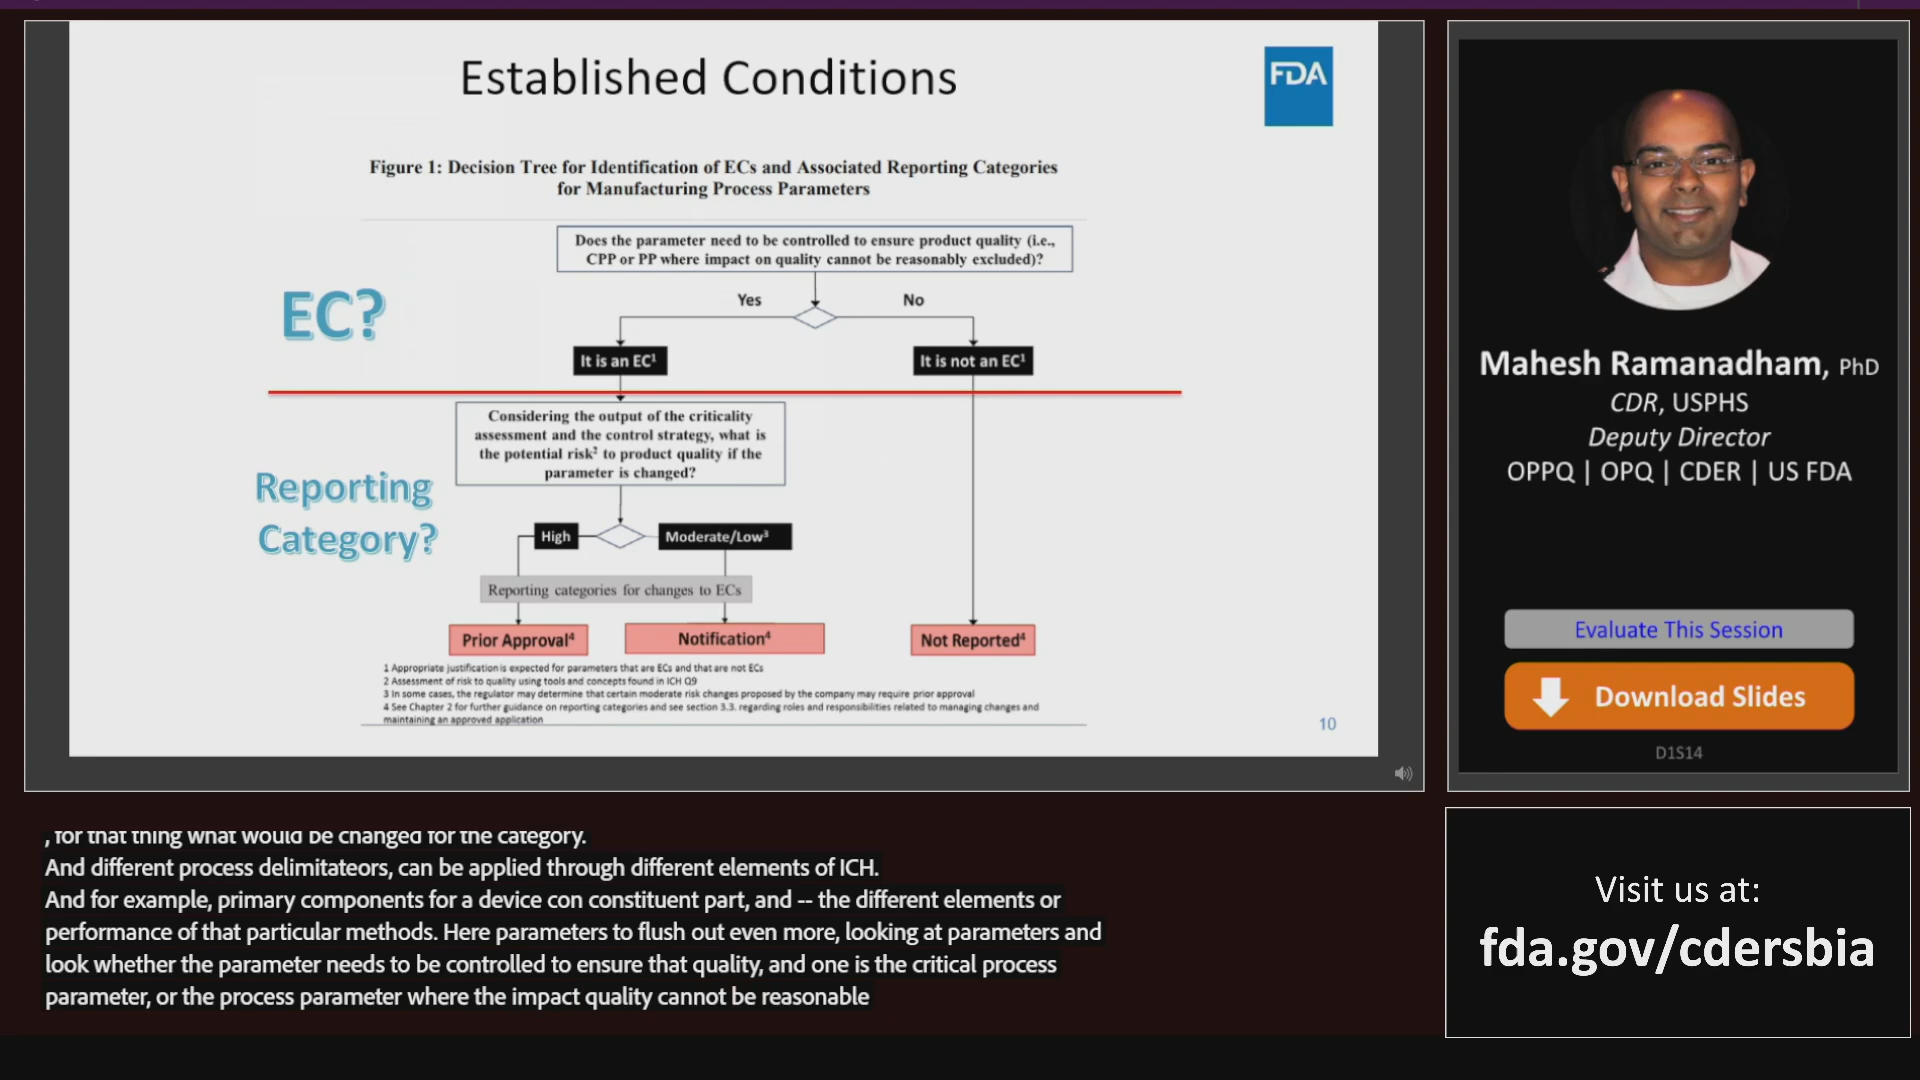 Established Conditions
FDA
Figure 1: Decision Tree for Identification of ECs and Associated Reporting Categories
for Manufacturing Process Parameters
Does the parameter need to be controlled to ensure product quality (i.e.,
CPP or PP where impact on quality cannot be reasonably excluded)?
Yes
No
EC?
It is an EC¹
It is not an EC¹
Considering the output of the criticality
assessment and the control strategy, what is
the potential risk² to product quality if the
parameter is changed?
Reporting
Category?
High
Moderate/Low³
Reporting categories for changes to ECs
Prior Approval⁴
Notification⁴
Not Reported⁴
1 Appropriate justification is expected for parameters that are ECs and that are not ECs
2 Assessment of risk to quality using tools and concepts found in ICH Q9
3 In some cases, the regulator may determine that certain moderate risk changes proposed by the company may require prior approval
4 See Chapter 2 for further guidance on reporting categories and see section 3.3. regarding roles and responsibilities related to managing changes and
maintaining an approved application
10
Mahesh Ramanadham, PhD
CDR, USPHS
Deputy Director
OPPQ | OPQ | CDER | US FDA
Evaluate This Session
Download Slides
D1S14
, for that thing what would be changed for the category.
And different process delimitateors, can be applied through different elements of ICH.
And for example, primary components for a device con constituent part, and -- the different elements or
performance of that particular methods. Here parameters to flush out even more, looking at parameters and
look whether the parameter needs to be controlled to ensure that quality, and one is the critical process
parameter, or the process parameter where the impact quality cannot be reasonable
Visit us at:
fda.gov/cdersbia